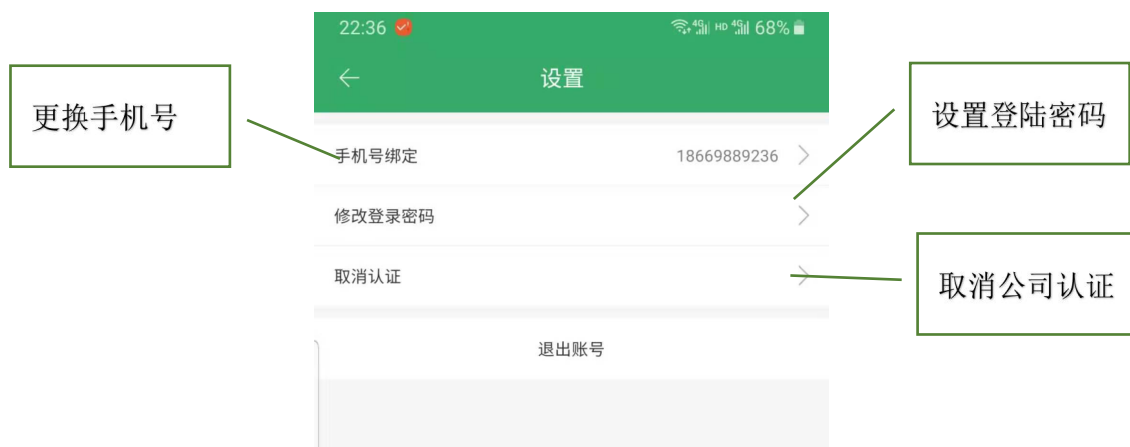 22:36
4G HD 4G 68%
设置
更换手机号
设置登陆密码
手机号绑定 18669889236
修改登录密码
取消认证
取消公司认证
退出账号